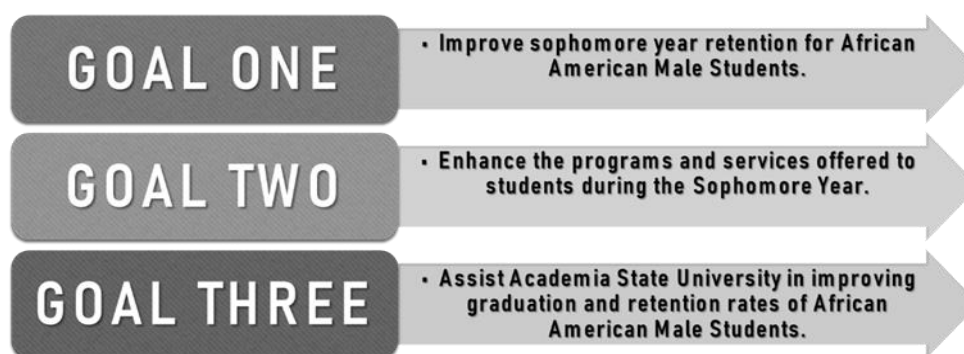 GOAL ONE
· Improve sophomore year retention for African
American Male Students.
GOAL TWO
· Enhance the programs and services offered to
students during the Sophomore Year.
GOAL THREE
· Assist Academia State University in improving
graduation and retention rates of African
American Male Students.